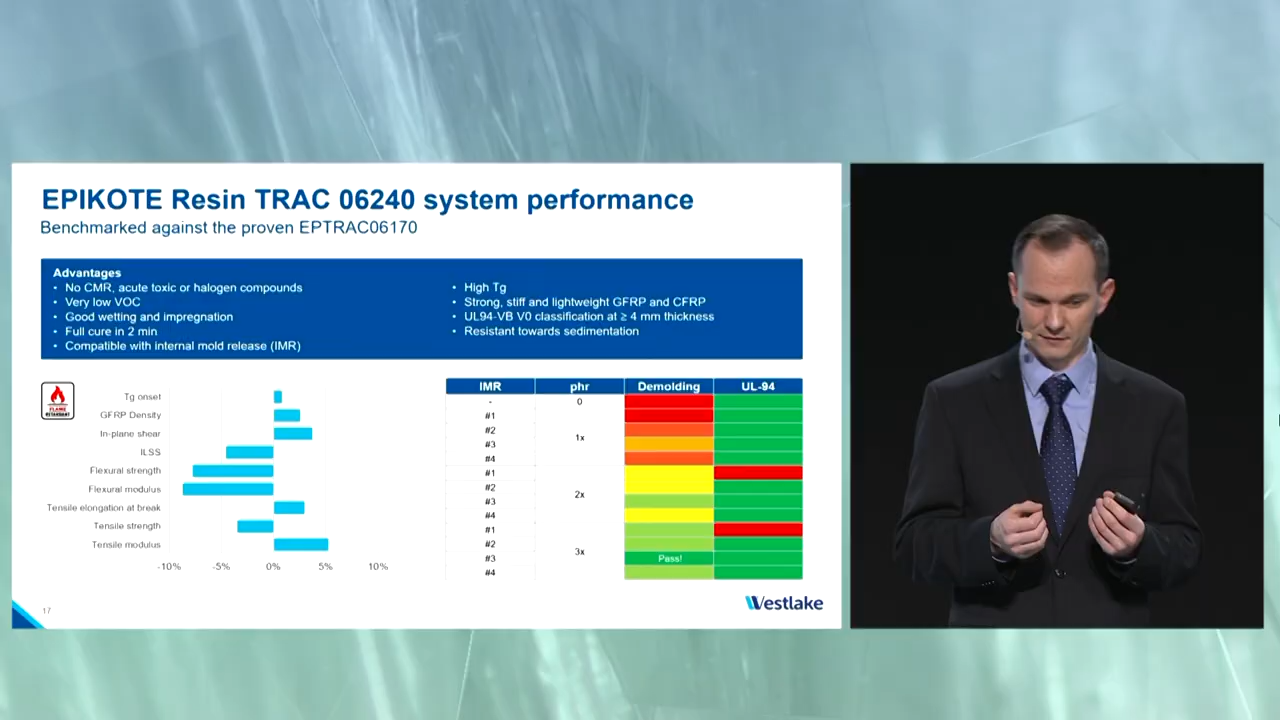 EPIKOTE Resin TRAC 06240 system performance
Benchmarked against the proven EPTRAC06170
Advantages
• No CMR, acute toxic or halogen compounds
• Very low VOC
• Good wetting and impregnation
• Full cure in 2 min
• Compatible with internal mold release (IMR)
• High Tg
• Strong, stiff and lightweight GFRP and CFRP
• UL94-VB V0 classification at ≥ 4 mm thickness
• Resistant towards sedimentation
FLAME
RETARDANT
Tg onset
GFRP Density
In-plane shear
ILSS
Flexural strength
Flexural modulus
Tensile elongation at break
Tensile strength
Tensile modulus
-10% -5% 0% 5% 10%
IMR phr Demolding UL-94
- 0
#1
#2
1x
#3
#4
#1
#2
2x
#3
#4
#1
#2
3x
#3 Pass!
#4
17
Westlake